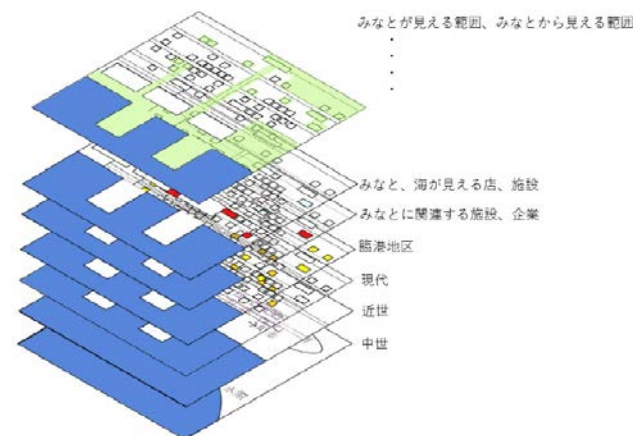 みなとが見える範囲、みなとから見える範囲
・
・
・
・
みなと、海が見える店、施設
みなとに関連する施設、企業
臨港地区
現代
近世
中世